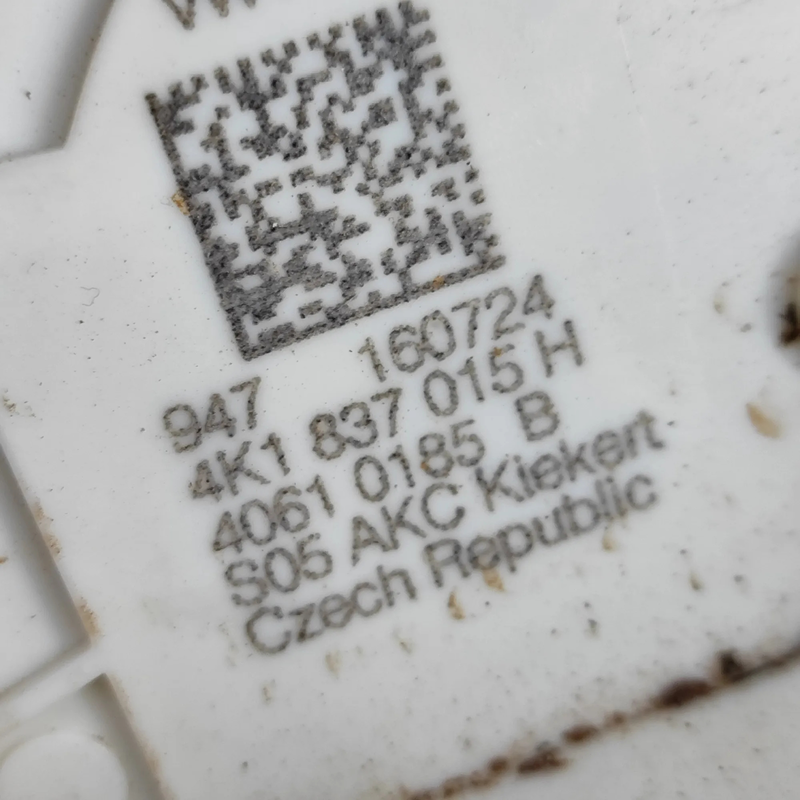 947 160724
4K1 837 015 H
4061 0185 B
S05 AKC Kiekert
Czech Republic